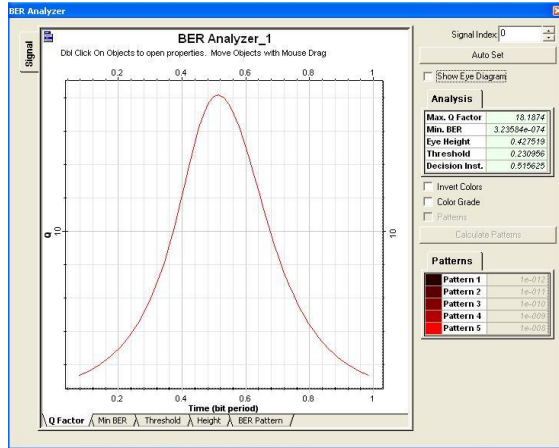 BER Analyzer
Signal
BER Analyzer_1
Dbl Click On Objects to open properties. Move Objects with Mouse Drag
0.2 0.4 0.6 0.8 1
Q
10
10
0.2 0.4 0.6 0.8 1
Time (bit period)
Q Factor Min BER Threshold Height BER Pattern
Signal Index: 0
Auto Set
Show Eye Diagram
Analysis
Max. Q Factor 18.1874
Min. BER 3.23584e-074
Eye Height 0.427519
Threshold 0.230956
Decision Inst. 0.515625
Invert Colors
Color Grade
Patterns
Calculate Patterns
Patterns
Pattern 1 1e-012
Pattern 2 1e-011
Pattern 3 1e-010
Pattern 4 1e-009
Pattern 5 1e-008